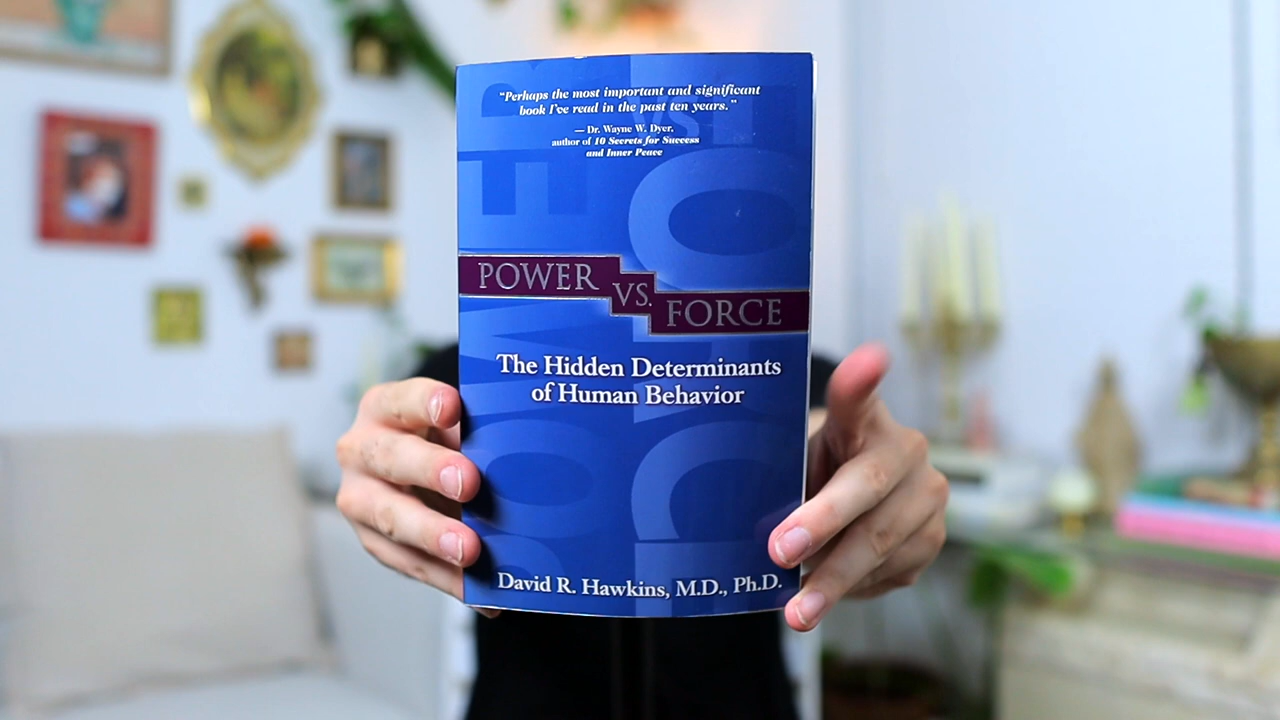 "Perhaps the most important and significant
book I've read in the past ten years."
— Dr. Wayne W. Dyer,
author of 10 Secrets for Success
and Inner Peace
POWER
VS.
FORCE
The Hidden Determinants
of Human Behavior
POWER
FORCE
David R. Hawkins, M.D., Ph.D.